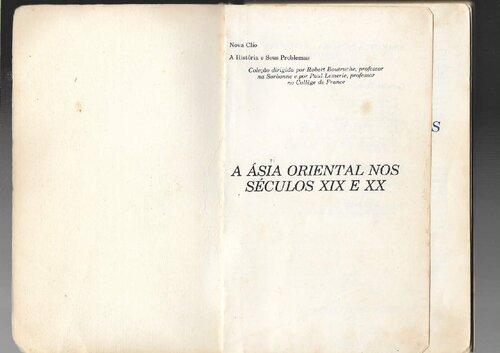 Nova Clio
A História e Seus Problemas
Coleção dirigida por Robert Boutruche, professor
na Sorbonne e por Paul Lemerle, professor
no Collège de France
A ÁSIA ORIENTAL NOS
SÉCULOS XIX E XX
S